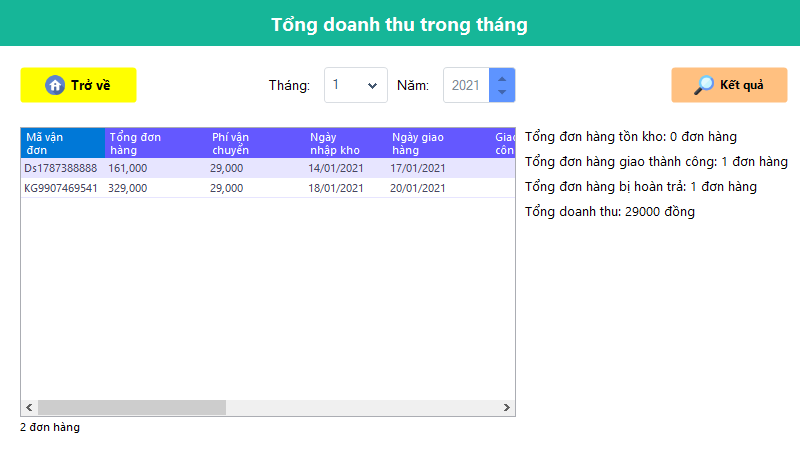 Tổng doanh thu trong tháng
Trở về
Tháng: 1 Năm: 2021
Kết quả
Mã vận đơn Tổng đơn hàng Phí vận chuyển Ngày nhập kho Ngày giao hàng
Ds1787388888 161,000 29,000 14/01/2021 17/01/2021
KG9907469541 329,000 29,000 18/01/2021 20/01/2021
2 đơn hàng
Tổng đơn hàng tồn kho: 0 đơn hàng
Tổng đơn hàng giao thành công: 1 đơn hàng
Tổng đơn hàng bị hoàn trả: 1 đơn hàng
Tổng doanh thu: 29000 đồng